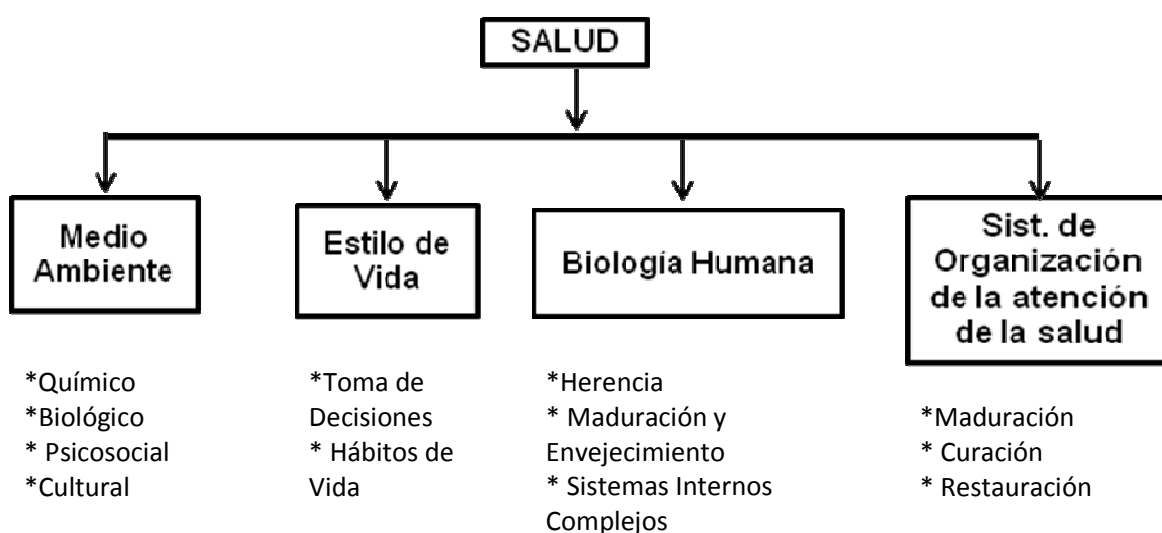 SALUD
Medio
Ambiente
*Químico
*Biológico
* Psicosocial
*Cultural
Estilo de
Vida
*Toma de
Decisiones
* Hábitos de
Vida
Biología Humana
*Herencia
* Maduración y
Envejecimiento
* Sistemas Internos
Complejos
Sist. de
Organización
de la atención
de la salud
*Maduración
* Curación
* Restauración